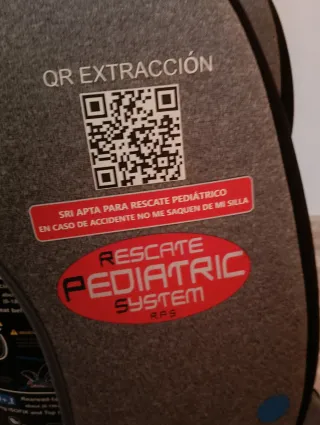 QR EXTRACCIÓN
SRI APTA PARA RESCATE PEDIÁTRICO
EN CASO DE ACCIDENTE NO ME SAQUEN DE MI SILLA
RESCATE
PEDIATRIC
SYSTEM
R.P.S